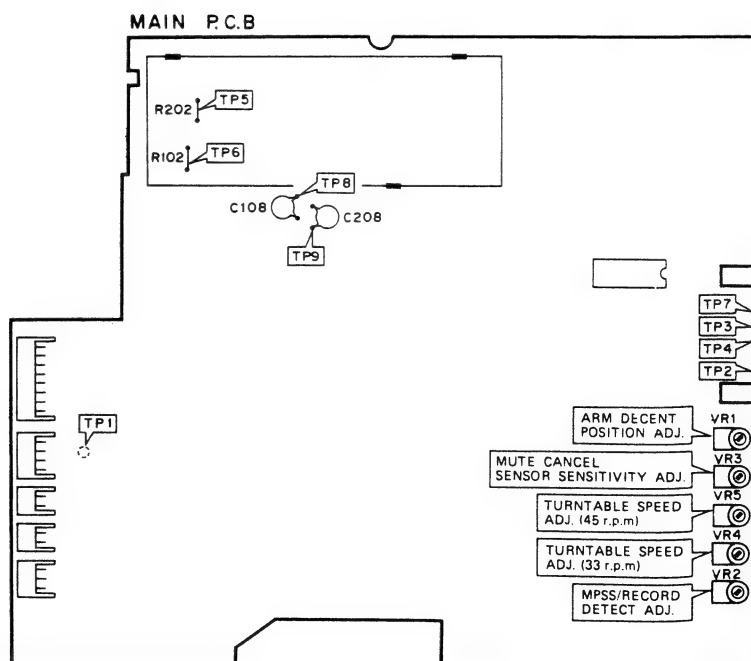 MAIN P.C.B
R202
TP5
R102
TP6
TP8
C108
C208
TP9
TP7
TP3
TP4
TP2
TP1
ARM DECENT
POSITION ADJ.
VR1
MUTE CANCEL
SENSOR SENSITIVITY ADJ.
VR3
TURNTABLE SPEED
ADJ. (45 r.p.m)
VR5
TURNTABLE SPEED
ADJ. (33 r.p.m)
VR4
MPSS/RECORD
DETECT ADJ.
VR2